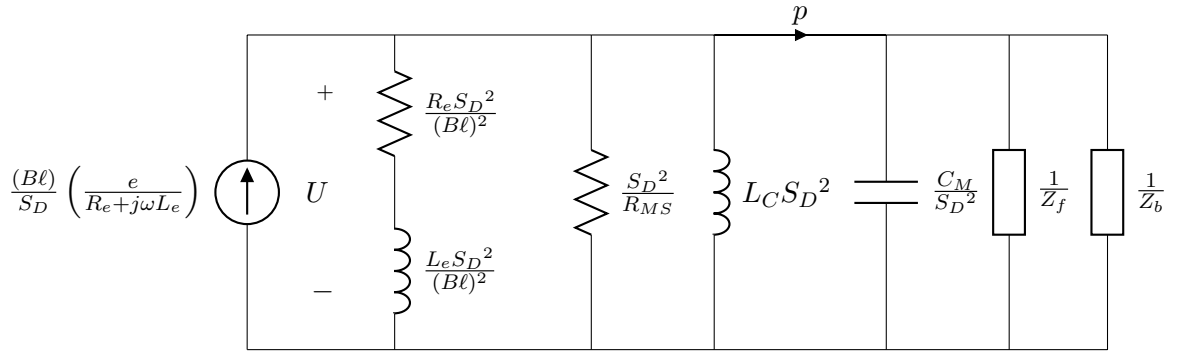 p
+
R_e S_D^2 / (Bℓ)^2
(Bℓ) / S_D ( e / R_e+jωL_e )
U
S_D^2 / R_MS
L_C S_D^2
C_M / S_D^2
1 / Z_f
1 / Z_b
L_e S_D^2 / (Bℓ)^2
−